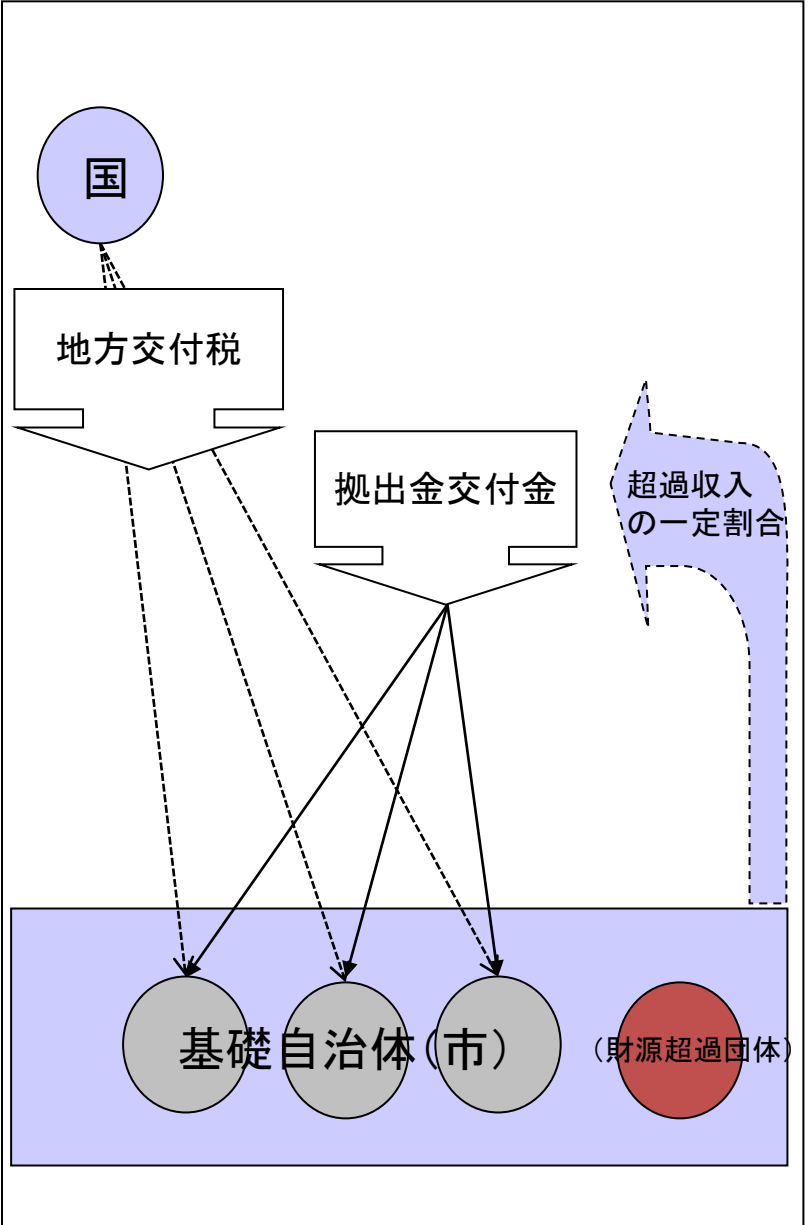 国
地方交付税
拠出金交付金
超過収入
の一定割合
基礎自治体(市)
（財源超過団体）